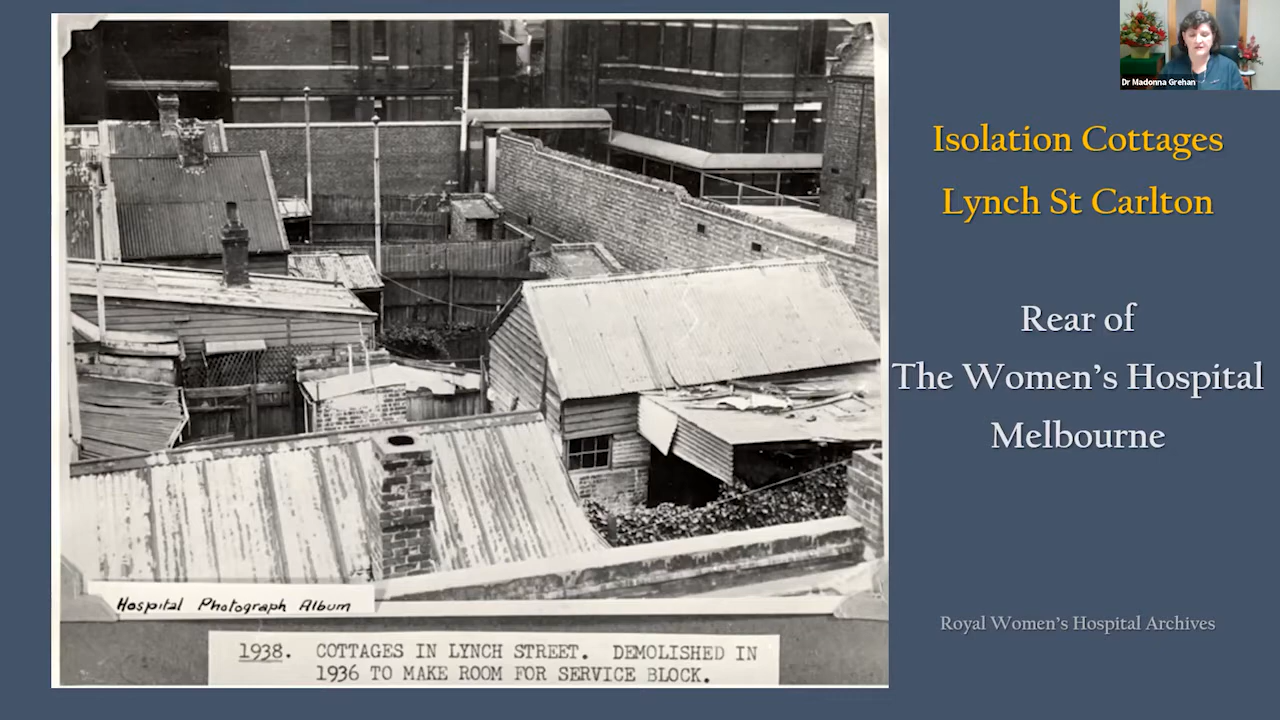 Dr Madonna Grehan
Isolation Cottages
Lynch St Carlton
Rear of
The Women's Hospital
Melbourne
Royal Women's Hospital Archives
Hospital Photograph Album
1938. COTTAGES IN LYNCH STREET. DEMOLISHED IN
1936 TO MAKE ROOM FOR SERVICE BLOCK.